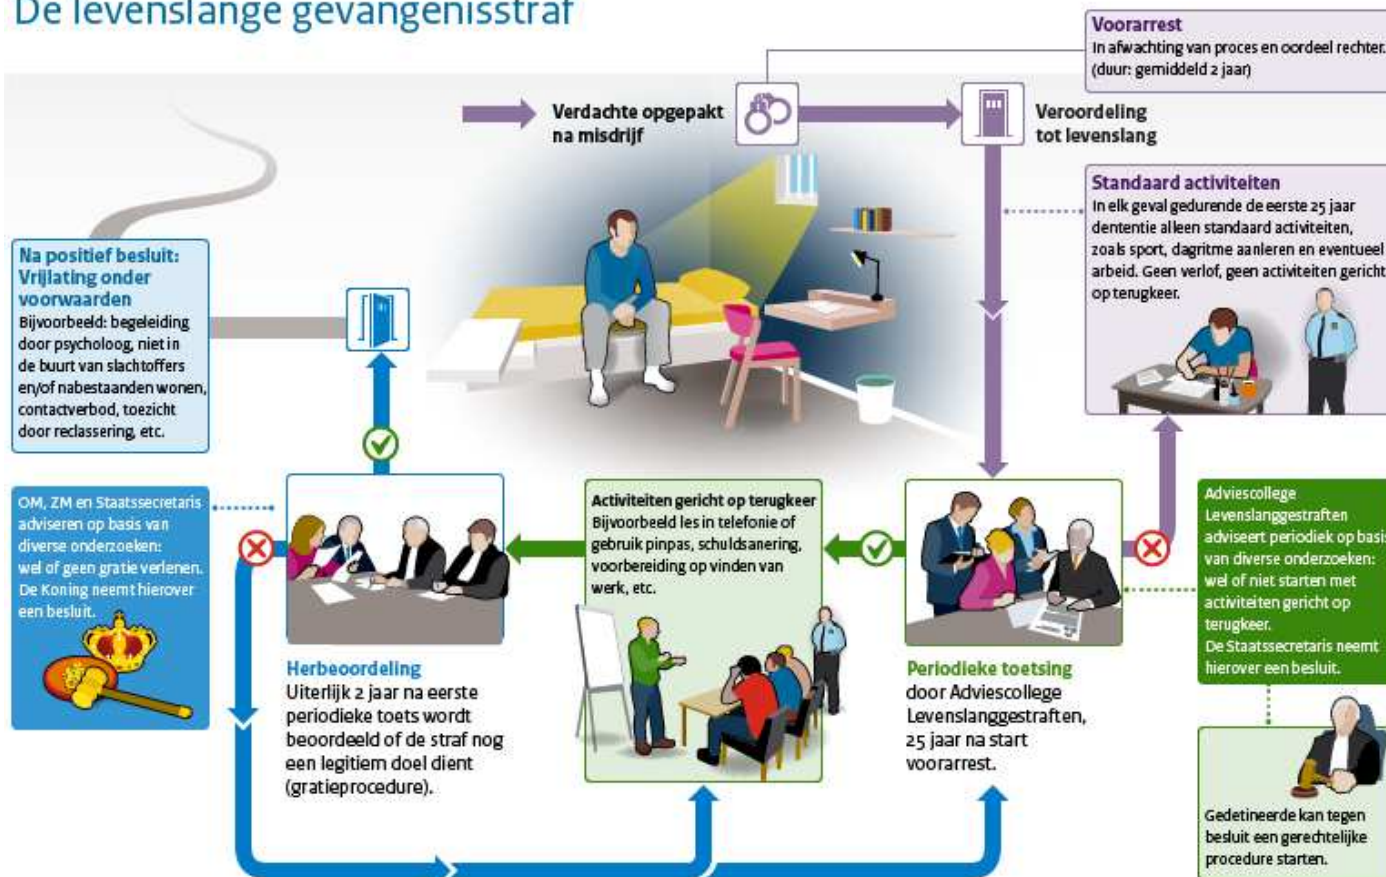 De levenslange gevangenisstraf
Voorarrest
In afwachting van proces en oordeel rechter.
(duur: gemiddeld 2 jaar)
Verdachte opgepakt
na misdrijf
Veroordeling
tot levenslang
Standaard activiteiten
In elk geval gedurende de eerste 25 jaar
dententie alleen standaard activiteiten,
zoals sport, dagritme aanleren en eventueel
arbeid. Geen verlof, geen activiteiten gericht
op terugkeer.
Na positief besluit:
Vrijlating onder
voorwaarden
Bijvoorbeeld: begeleiding
door psycholoog, niet in
de buurt van slachtoffers
en/of nabestaanden wonen,
contactverbod, toezicht
door reclassering, etc.
OM, ZM en Staatssecretaris
adviseren op basis van
diverse onderzoeken:
wel of geen gratie verlenen.
De Koning neemt hierover
een besluit.
Herbeoordeling
Uiterlijk 2 jaar na eerste
periodieke toets wordt
beoordeeld of de straf nog
een legitiem doel dient
(gratieprocedure).
Activiteiten gericht op terugkeer
Bijvoorbeeld les in telefonie of
gebruik pinpas, schuldsanering,
voorbereiding op vinden van
werk, etc.
Periodieke toetsing
door Adviescollege
Levenslanggestraften,
25 jaar na start
voorarrest.
Adviescollege
Levenslanggestraften
adviseert periodiek op basis
van diverse onderzoeken:
wel of niet starten met
activiteiten gericht op
terugkeer.
De Staatssecretaris neemt
hierover een besluit.
Gedetineerde kan tegen
besluit een gerechtelijke
procedure starten.